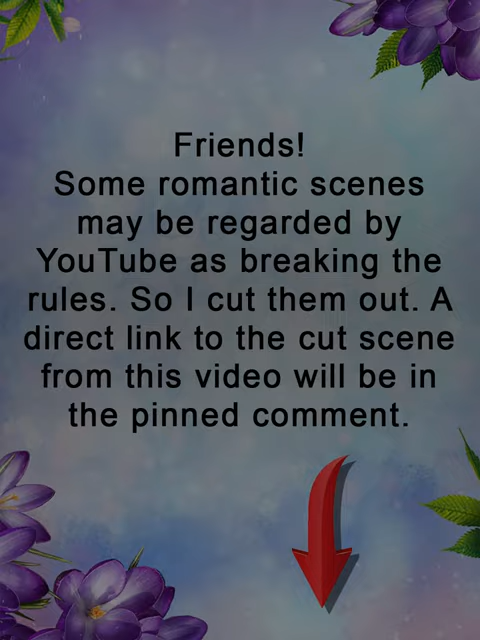 Friends!
Some romantic scenes
may be regarded by
YouTube as breaking the
rules. So I cut them out. A
direct link to the cut scene
from this video will be in
the pinned comment.